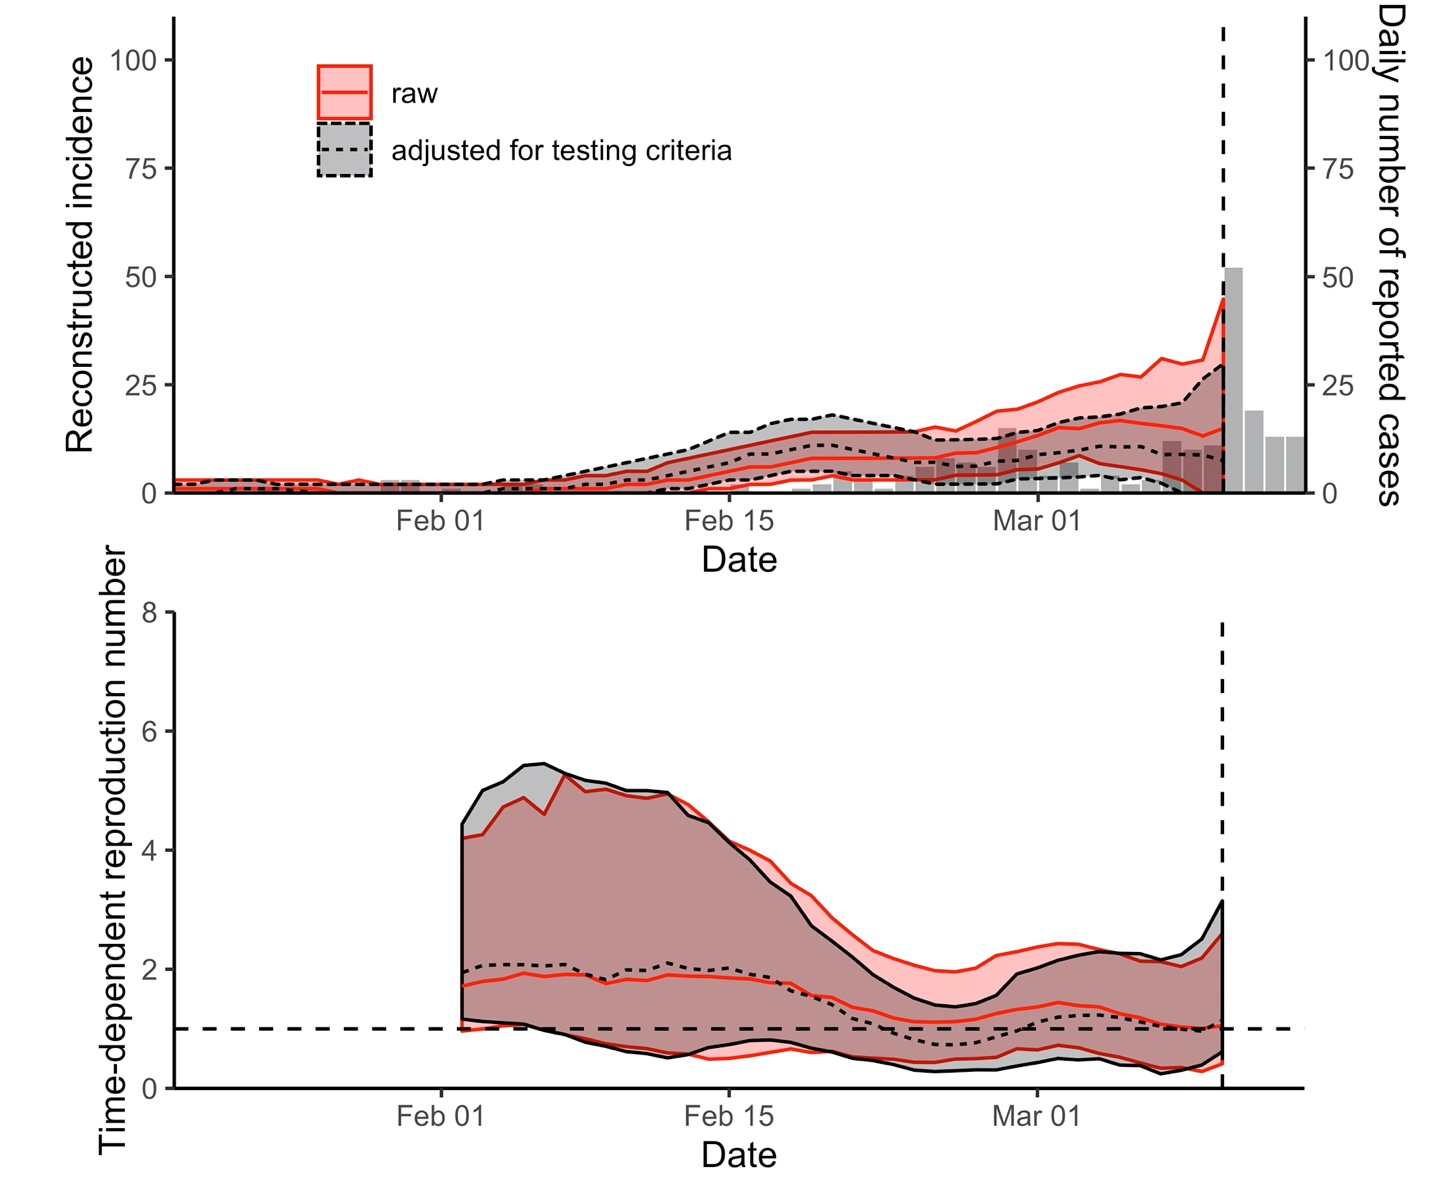 Reconstructed incidence
100
75
50
25
0
raw
adjusted for testing criteria
100
75
50
25
0
Daily number of reported cases
Feb 01
Feb 15
Mar 01
Date
Time-dependent reproduction number
8
6
4
2
0
Feb 01
Feb 15
Mar 01
Date